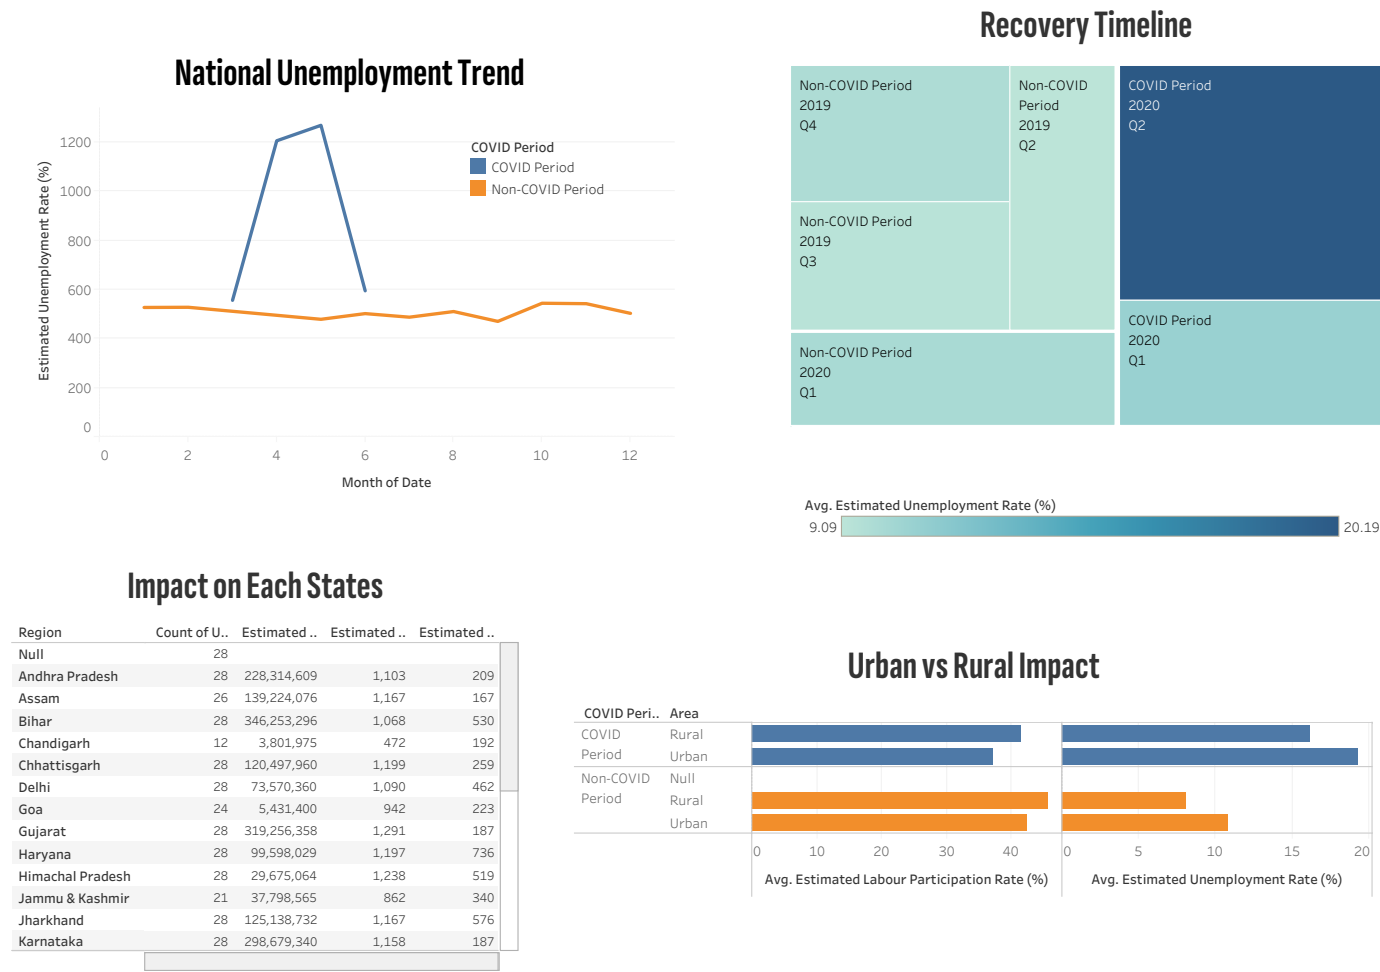 National Unemployment Trend
Estimated Unemployment Rate (%)
1200
1000
800
600
400
200
0
0 2 4 6 8 10 12
Month of Date
COVID Period
COVID Period
Non-COVID Period
Recovery Timeline
Non-COVID Period
2019
Q4
Non-COVID
Period
2019
Q2
COVID Period
2020
Q2
Non-COVID Period
2019
Q3
Non-COVID Period
2020
Q1
COVID Period
2020
Q1
Avg. Estimated Unemployment Rate (%)
9.09 20.19
Impact on Each States
Region Count of U.. Estimated .. Estimated .. Estimated ..
Null 28
Andhra Pradesh 28 228,314,609 1,103 209
Assam 26 139,224,076 1,167 167
Bihar 28 346,253,296 1,068 530
Chandigarh 12 3,801,975 472 192
Chhattisgarh 28 120,497,960 1,199 259
Delhi 28 73,570,360 1,090 462
Goa 24 5,431,400 942 223
Gujarat 28 319,256,358 1,291 187
Haryana 28 99,598,029 1,197 736
Himachal Pradesh 28 29,675,064 1,238 519
Jammu & Kashmir 21 37,798,565 862 340
Jharkhand 28 125,138,732 1,167 576
Karnataka 28 298,679,340 1,158 187
Urban vs Rural Impact
COVID Peri.. Area
COVID Rural
Period Urban
Non-COVID Null
Period Rural
Urban
0 10 20 30 40
0 5 10 15 20
Avg. Estimated Labour Participation Rate (%)
Avg. Estimated Unemployment Rate (%)